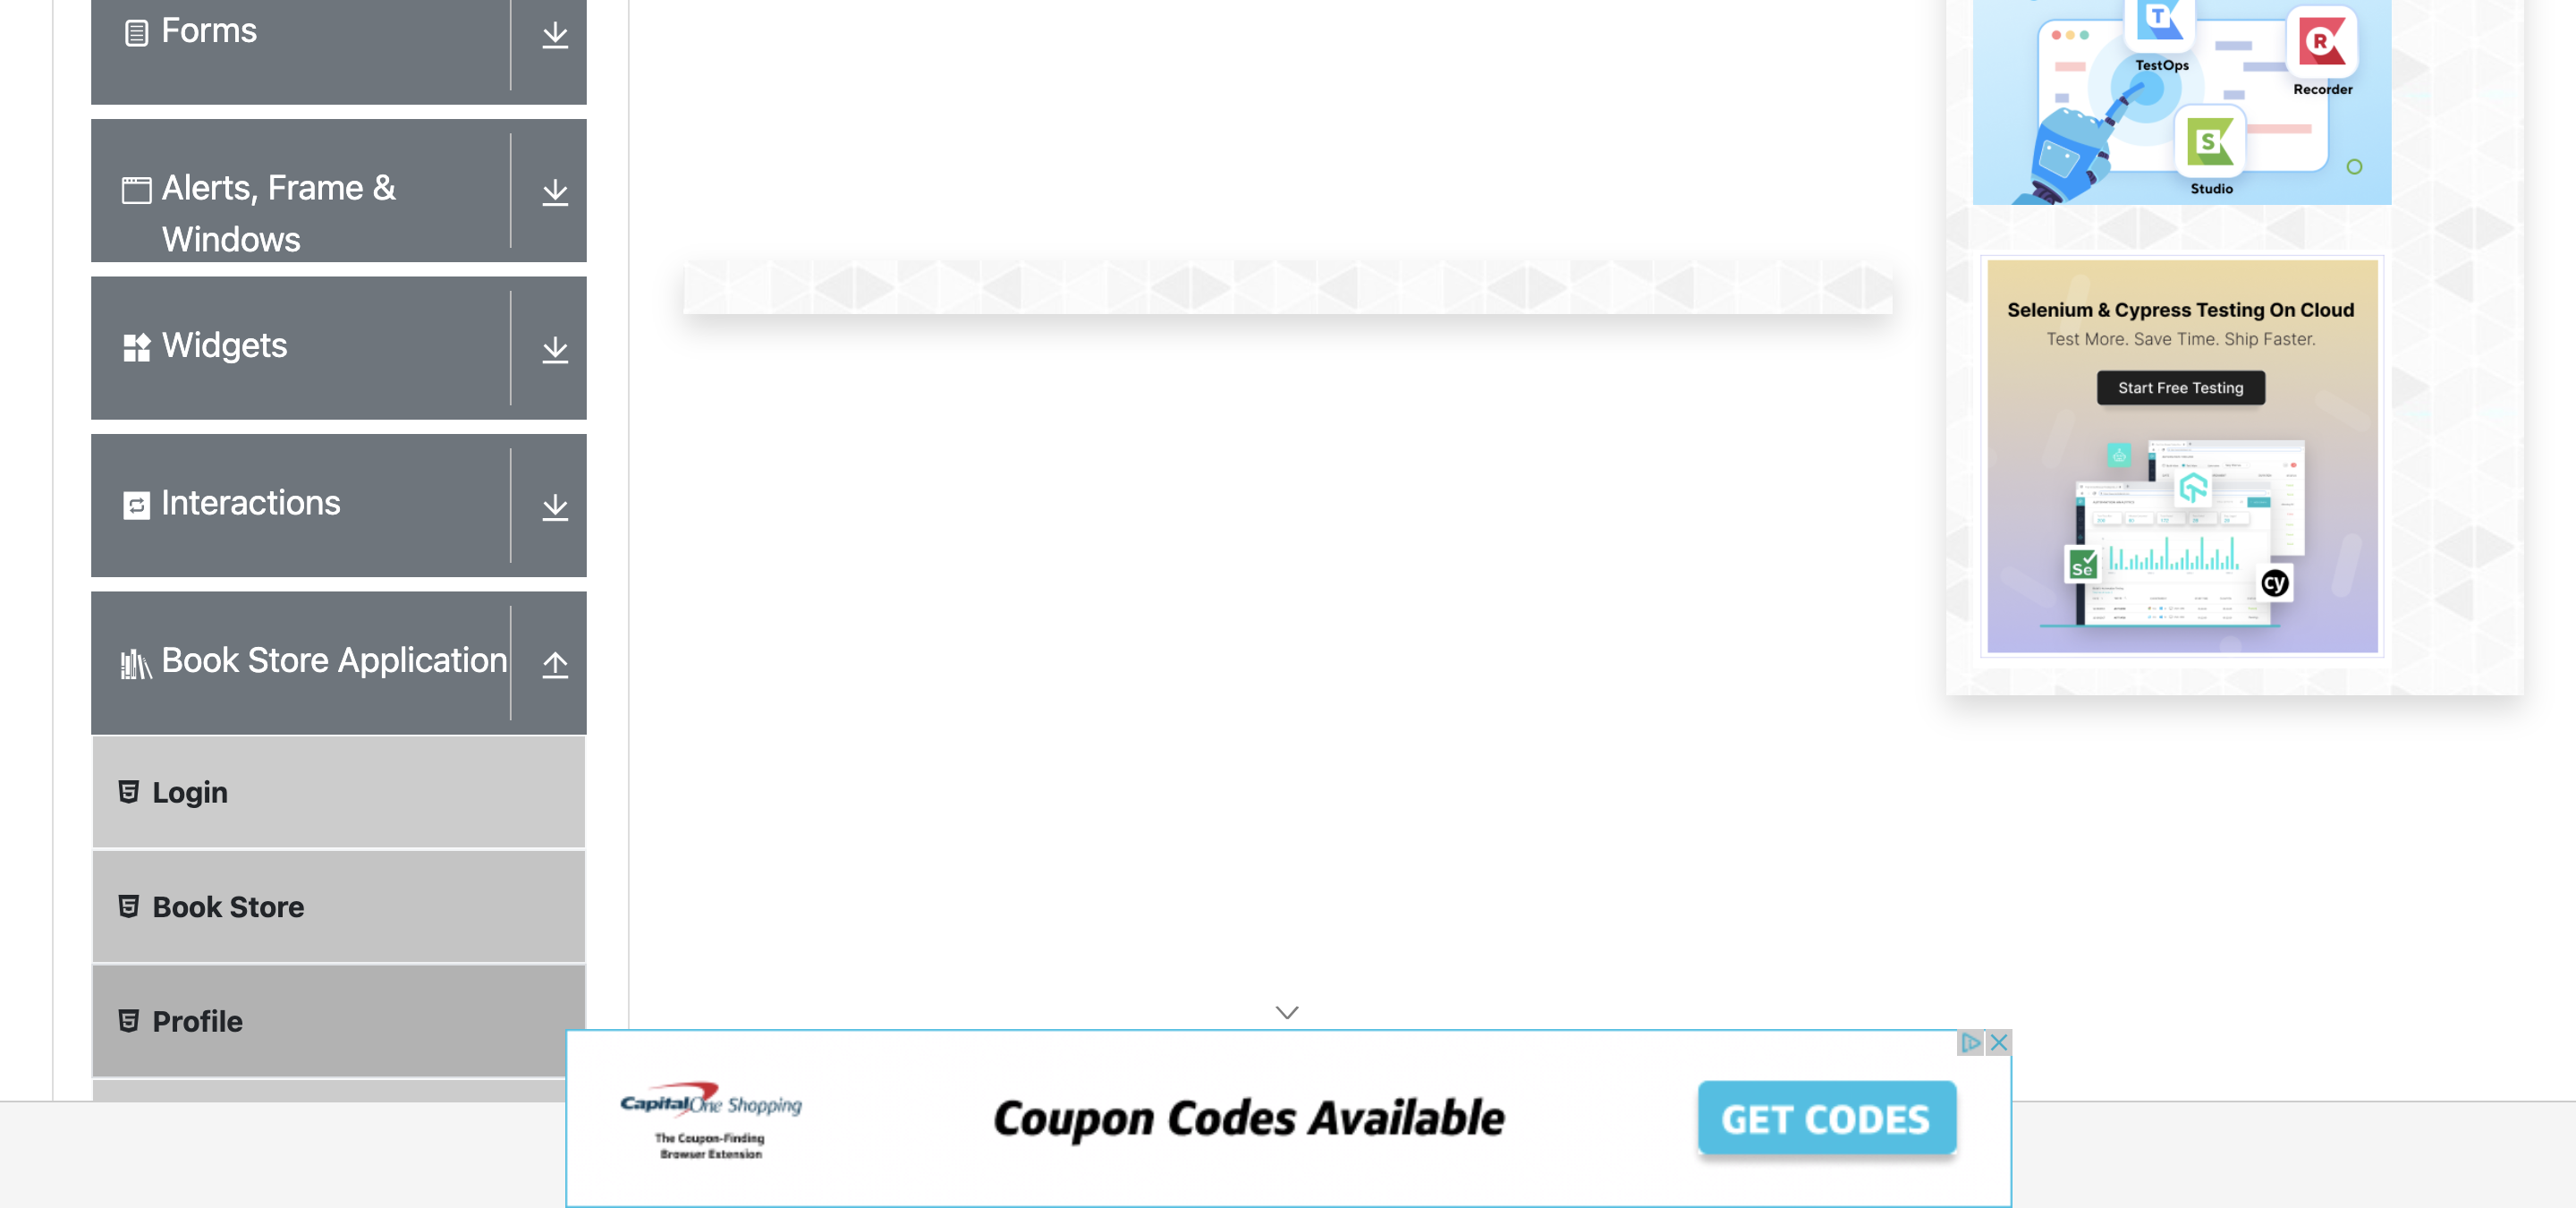 Forms
Alerts, Frame &
Windows
Widgets
Interactions
Book Store Application
Login
Book Store
Profile
T
TestOps
R
Recorder
S
Studio
Selenium & Cypress Testing On Cloud
Test More. Save Time. Ship Faster.
Start Free Testing
Se
cy
CapitalOne Shopping
The Coupon-Finding
Browser Extension
Coupon Codes Available
GET CODES